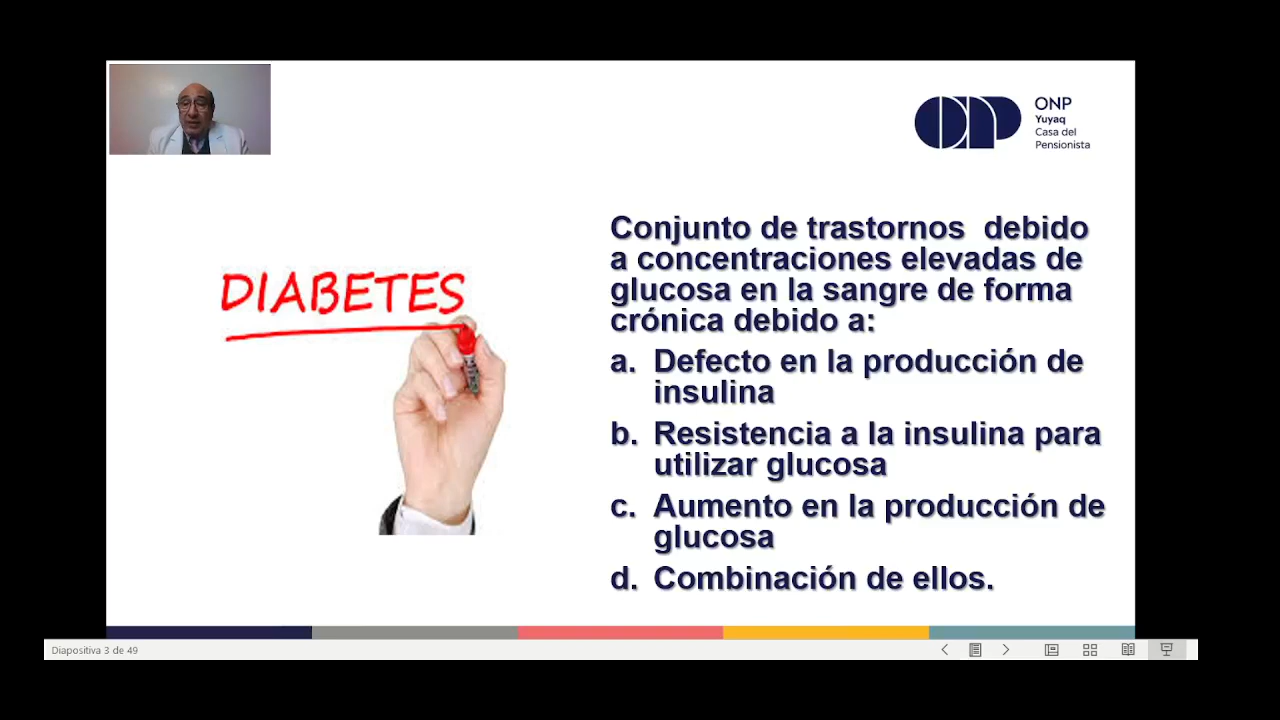 ONP
ONP
Yuyaq
Casa del
Pensionista
DIABETES
Conjunto de trastornos debido
a concentraciones elevadas de
glucosa en la sangre de forma
crónica debido a:
a. Defecto en la producción de
insulina
b. Resistencia a la insulina para
utilizar glucosa
c. Aumento en la producción de
glucosa
d. Combinación de ellos.
Diapositiva 3 de 49